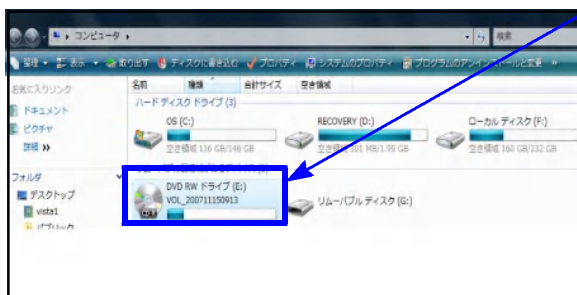 コンピュータ
検索
整理 表示 取り出す ディスクに書き込む プロパティ システムのプロパティ プログラムのアンインストールと変更 »
お気に入りリンク
ドキュメント
ピクチャ
詳細 »
フォルダ
デスクトップ
vista1
パブリック
名前 種類 合計サイズ 空き領域
ハードディスク ドライブ (3)
OS (C:)
空き領域 116 GB/146 GB
RECOVERY (D:)
空き領域 301 MB/1.99 GB
ローカル ディスク (F:)
空き領域 160 GB/232 GB
DVD RW ドライブ (E:)
VOL_200711150913
リムーバブル ディスク (G:)